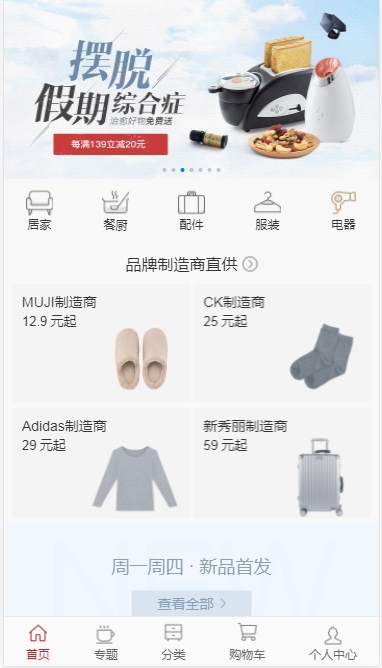 摆脱
假期综合症
治愈好物免费送
每满139立减20元
居家
餐厨
配件
服装
电器
品牌制造商直供
MUJI制造商
12.9 元起
CK制造商
25 元起
Adidas制造商
29 元起
新秀丽制造商
59 元起
NEW
周一周四 · 新品首发
查看全部
首页
专题
分类
购物车
个人中心